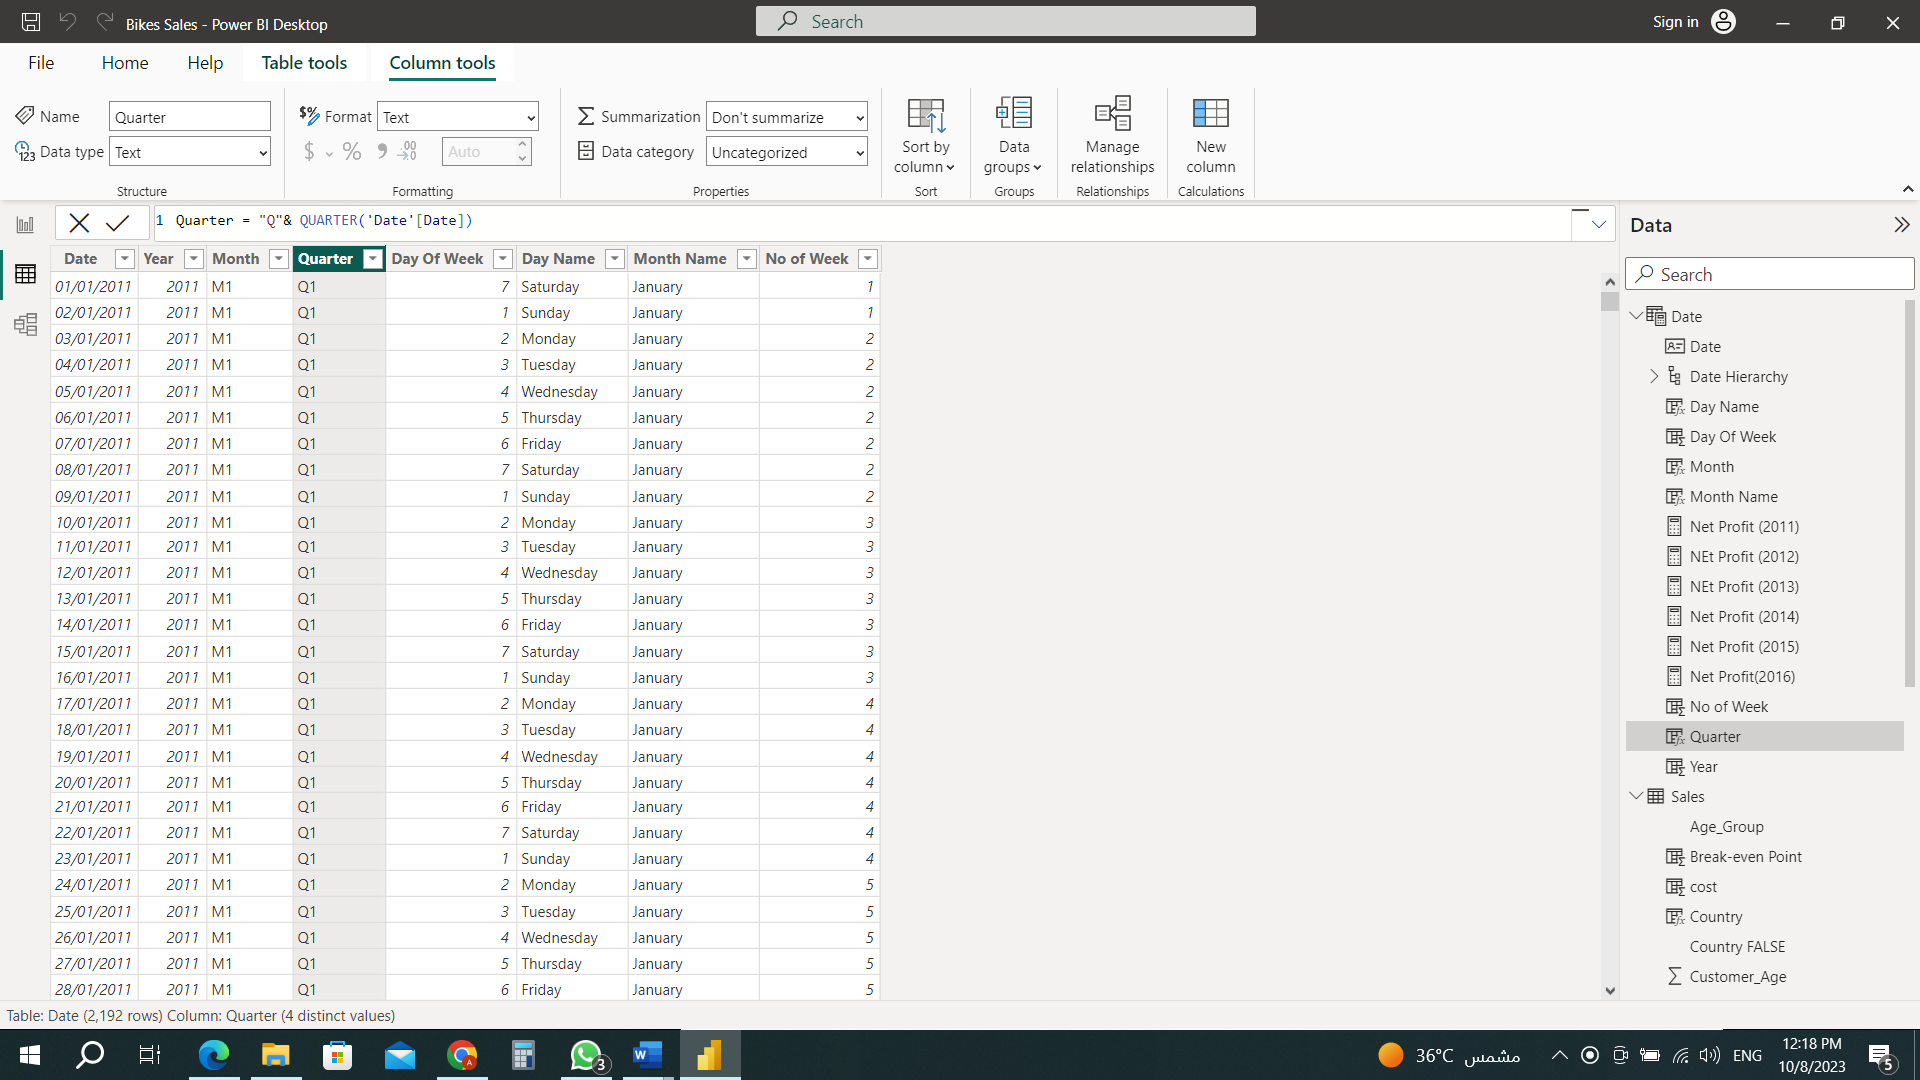 Bikes Sales - Power BI Desktop
Search
Sign in
File Home Help Table tools Column tools
Name Quarter
Data type Text
Structure
Format Text
$ % Auto
Formatting
Summarization Don't summarize
Data category Uncategorized
Properties
Sort by column
Sort
Data groups
Groups
Manage relationships
Relationships
New column
Calculations
1 Quarter = "Q"& QUARTER('Date'[Date])
Date Year Month Quarter Day Of Week Day Name Month Name No of Week
01/01/2011 2011 M1 Q1 7 Saturday January 1
02/01/2011 2011 M1 Q1 1 Sunday January 1
03/01/2011 2011 M1 Q1 2 Monday January 2
04/01/2011 2011 M1 Q1 3 Tuesday January 2
05/01/2011 2011 M1 Q1 4 Wednesday January 2
06/01/2011 2011 M1 Q1 5 Thursday January 2
07/01/2011 2011 M1 Q1 6 Friday January 2
08/01/2011 2011 M1 Q1 7 Saturday January 2
09/01/2011 2011 M1 Q1 1 Sunday January 2
10/01/2011 2011 M1 Q1 2 Monday January 3
11/01/2011 2011 M1 Q1 3 Tuesday January 3
12/01/2011 2011 M1 Q1 4 Wednesday January 3
13/01/2011 2011 M1 Q1 5 Thursday January 3
14/01/2011 2011 M1 Q1 6 Friday January 3
15/01/2011 2011 M1 Q1 7 Saturday January 3
16/01/2011 2011 M1 Q1 1 Sunday January 3
17/01/2011 2011 M1 Q1 2 Monday January 4
18/01/2011 2011 M1 Q1 3 Tuesday January 4
19/01/2011 2011 M1 Q1 4 Wednesday January 4
20/01/2011 2011 M1 Q1 5 Thursday January 4
21/01/2011 2011 M1 Q1 6 Friday January 4
22/01/2011 2011 M1 Q1 7 Saturday January 4
23/01/2011 2011 M1 Q1 1 Sunday January 4
24/01/2011 2011 M1 Q1 2 Monday January 5
25/01/2011 2011 M1 Q1 3 Tuesday January 5
26/01/2011 2011 M1 Q1 4 Wednesday January 5
27/01/2011 2011 M1 Q1 5 Thursday January 5
28/01/2011 2011 M1 Q1 6 Friday January 5
Data
Search
Date
Date
Date Hierarchy
Day Name
Day Of Week
Month
Month Name
Net Profit (2011)
NEt Profit (2012)
NEt Profit (2013)
Net Profit (2014)
Net Profit (2015)
Net Profit(2016)
No of Week
Quarter
Year
Sales
Age_Group
Break-even Point
cost
Country
Country FALSE
Customer_Age
Table: Date (2,192 rows) Column: Quarter (4 distinct values)
3
36°C مشمس
ENG
12:18 PM
10/8/2023
5